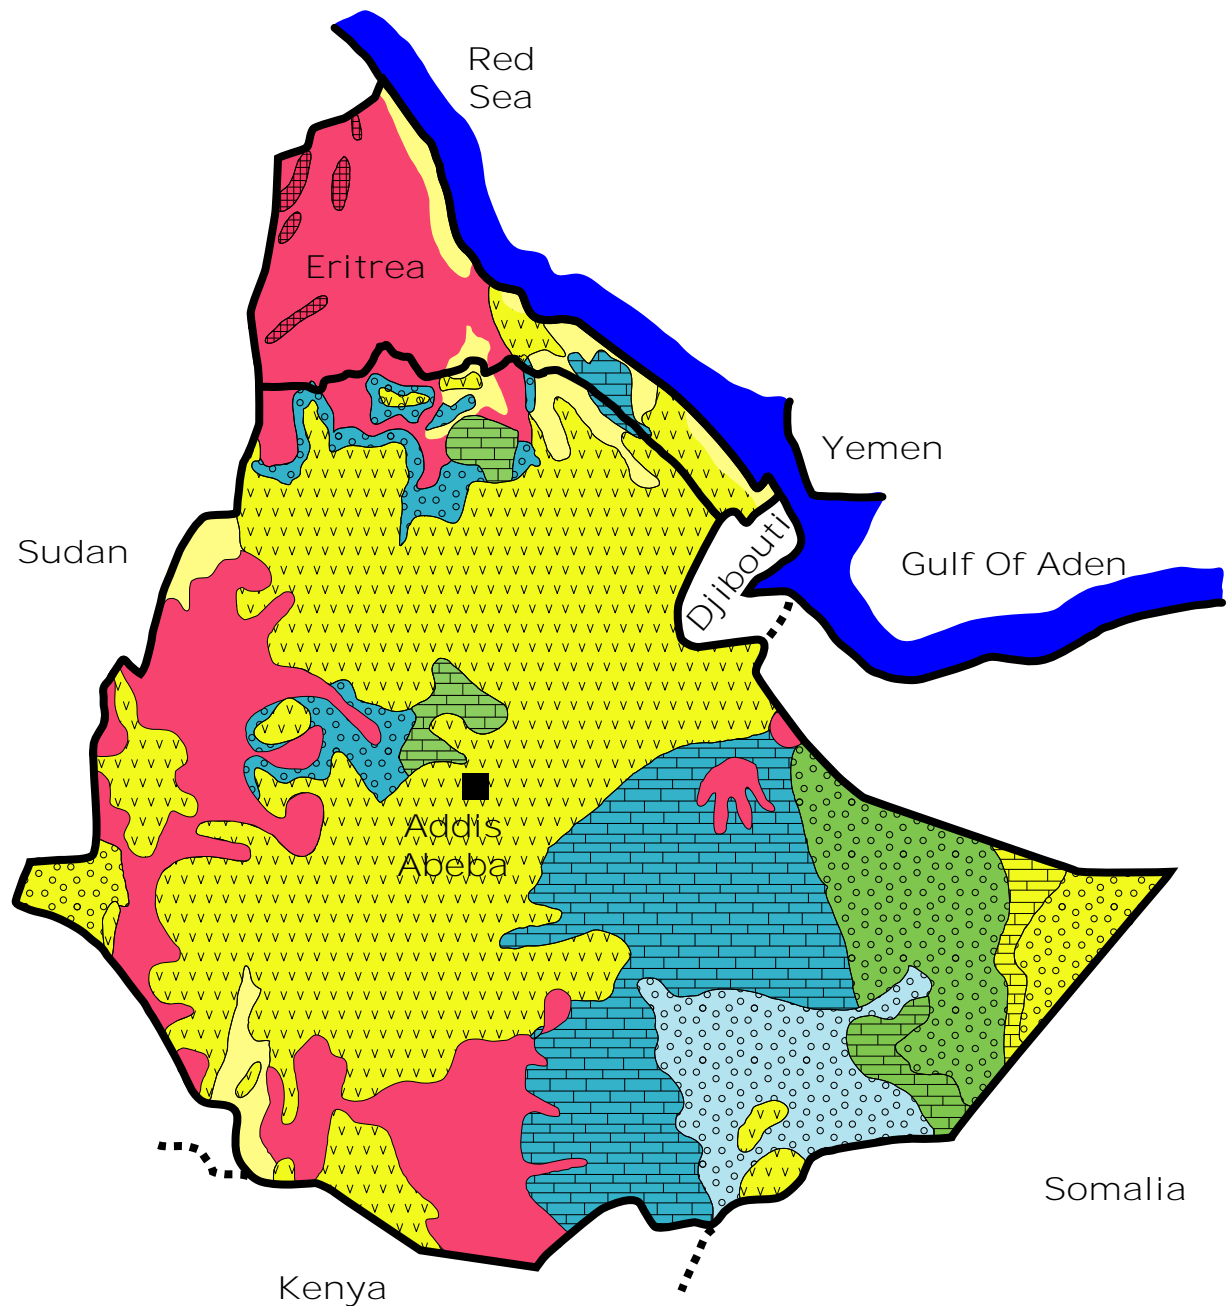 Red
Sea
Eritrea
Yemen
Sudan
Gulf Of Aden
Djibouti
Addis
Abeba
Somalia
Kenya